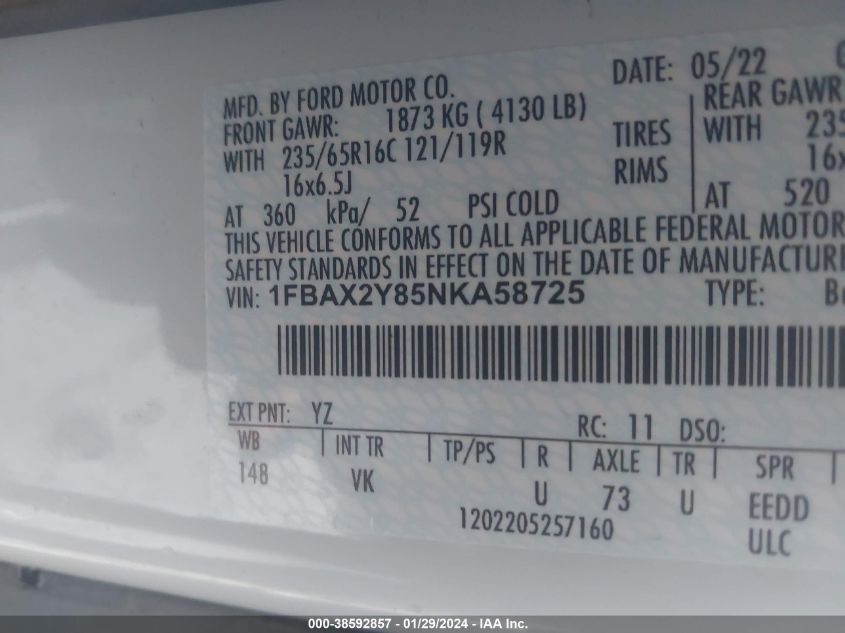 MFD. BY FORD MOTOR CO. DATE: 05/22
FRONT GAWR: 1873 KG ( 4130 LB) REAR GAWR
WITH 235/65R16C 121/119R TIRES WITH 235
16x6.5J RIMS 16x
AT 360 kPa/ 52 PSI COLD AT 520
THIS VEHICLE CONFORMS TO ALL APPLICABLE FEDERAL MOTOR
SAFETY STANDARDS IN EFFECT ON THE DATE OF MANUFACTURE
VIN: 1FBAX2Y85NKA58725 TYPE:
EXT PNT: YZ RC: 11 DSO:
WB INT TR TP/PS R AXLE TR SPR
148 VK U 73 U EEDD
1202205257160 ULC
000-38592857 - 01/29/2024 - IAA Inc.